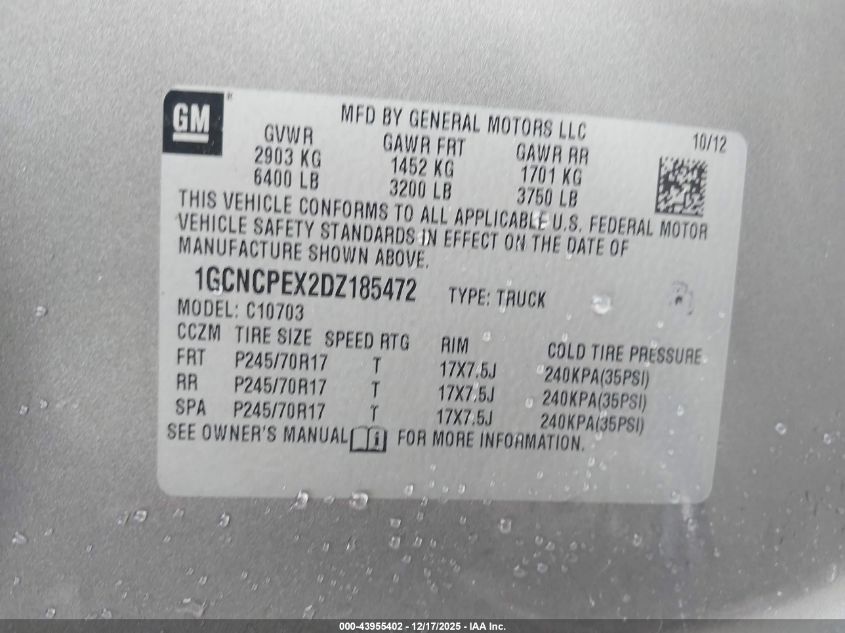 GM®
MFD BY GENERAL MOTORS LLC
10/12
GVWR GAWR FRT GAWR RR
2903 KG 1452 KG 1701 KG
6400 LB 3200 LB 3750 LB
THIS VEHICLE CONFORMS TO ALL APPLICABLE U.S. FEDERAL MOTOR
VEHICLE SAFETY STANDARDS IN EFFECT ON THE DATE OF
MANUFACTURE SHOWN ABOVE.
1GCNCPEX2DZ185472 TYPE: TRUCK
MODEL: C10703
CCZM TIRE SIZE SPEED RTG RIM COLD TIRE PRESSURE
FRT P245/70R17 T 17X7.5J 240KPA(35PSI)
RR P245/70R17 T 17X7.5J 240KPA(35PSI)
SPA P245/70R17 T 17X7.5J 240KPA(35PSI)
SEE OWNER'S MANUAL FOR MORE INFORMATION.
000-43955402 - 12/17/2025 - IAA Inc.